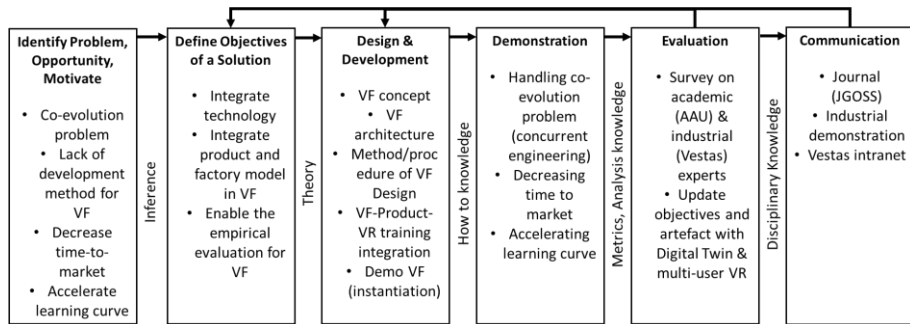 Identify Problem,
Opportunity,
Motivate
• Co-evolution
problem
• Lack of
development
method for
VF
• Decrease
time-to-
market
• Accelerate
learning curve
Inference
Define Objectives
of a Solution
• Integrate
technology
• Integrate
product and
factory model
in VF
• Enable the
empirical
evaluation for
VF
Theory
Design &
Development
• VF concept
• VF
architecture
• Method/proc
edure of VF
Design
• VF-Product-
VR training
integration
• Demo VF
(instantiation)
How to knowledge
Demonstration
• Handling co-
evolution
problem
(concurrent
engineering)
• Decreasing
time to
market
• Accelerating
learning curve
Metrics, Analysis knowledge
Evaluation
• Survey on
academic
(AAU) &
industrial
(Vestas)
experts
• Update
objectives and
artefact with
Digital Twin &
multi-user VR
Disciplinary Knowledge
Communication
• Journal
(JGOSS)
• Industrial
demonstration
• Vestas intranet